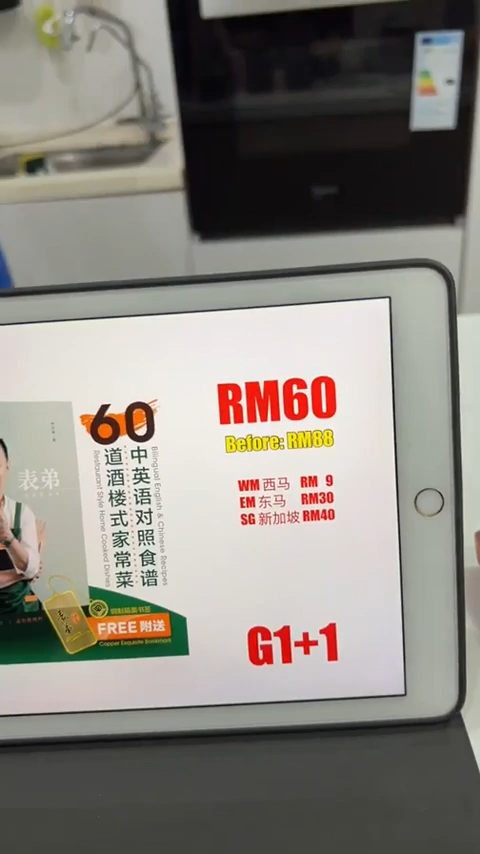 RM60
Before: RM88
WM 西马 RM 9
EM 东马 RM30
SG 新加坡 RM40
G1+1
表弟
60
道酒楼式家常菜
中英语对照食谱
Bilingual English & Chinese Recipes
Restaurant Style Home Cooked Dishes
FREE 附送
Copper Exquisite Bookmark